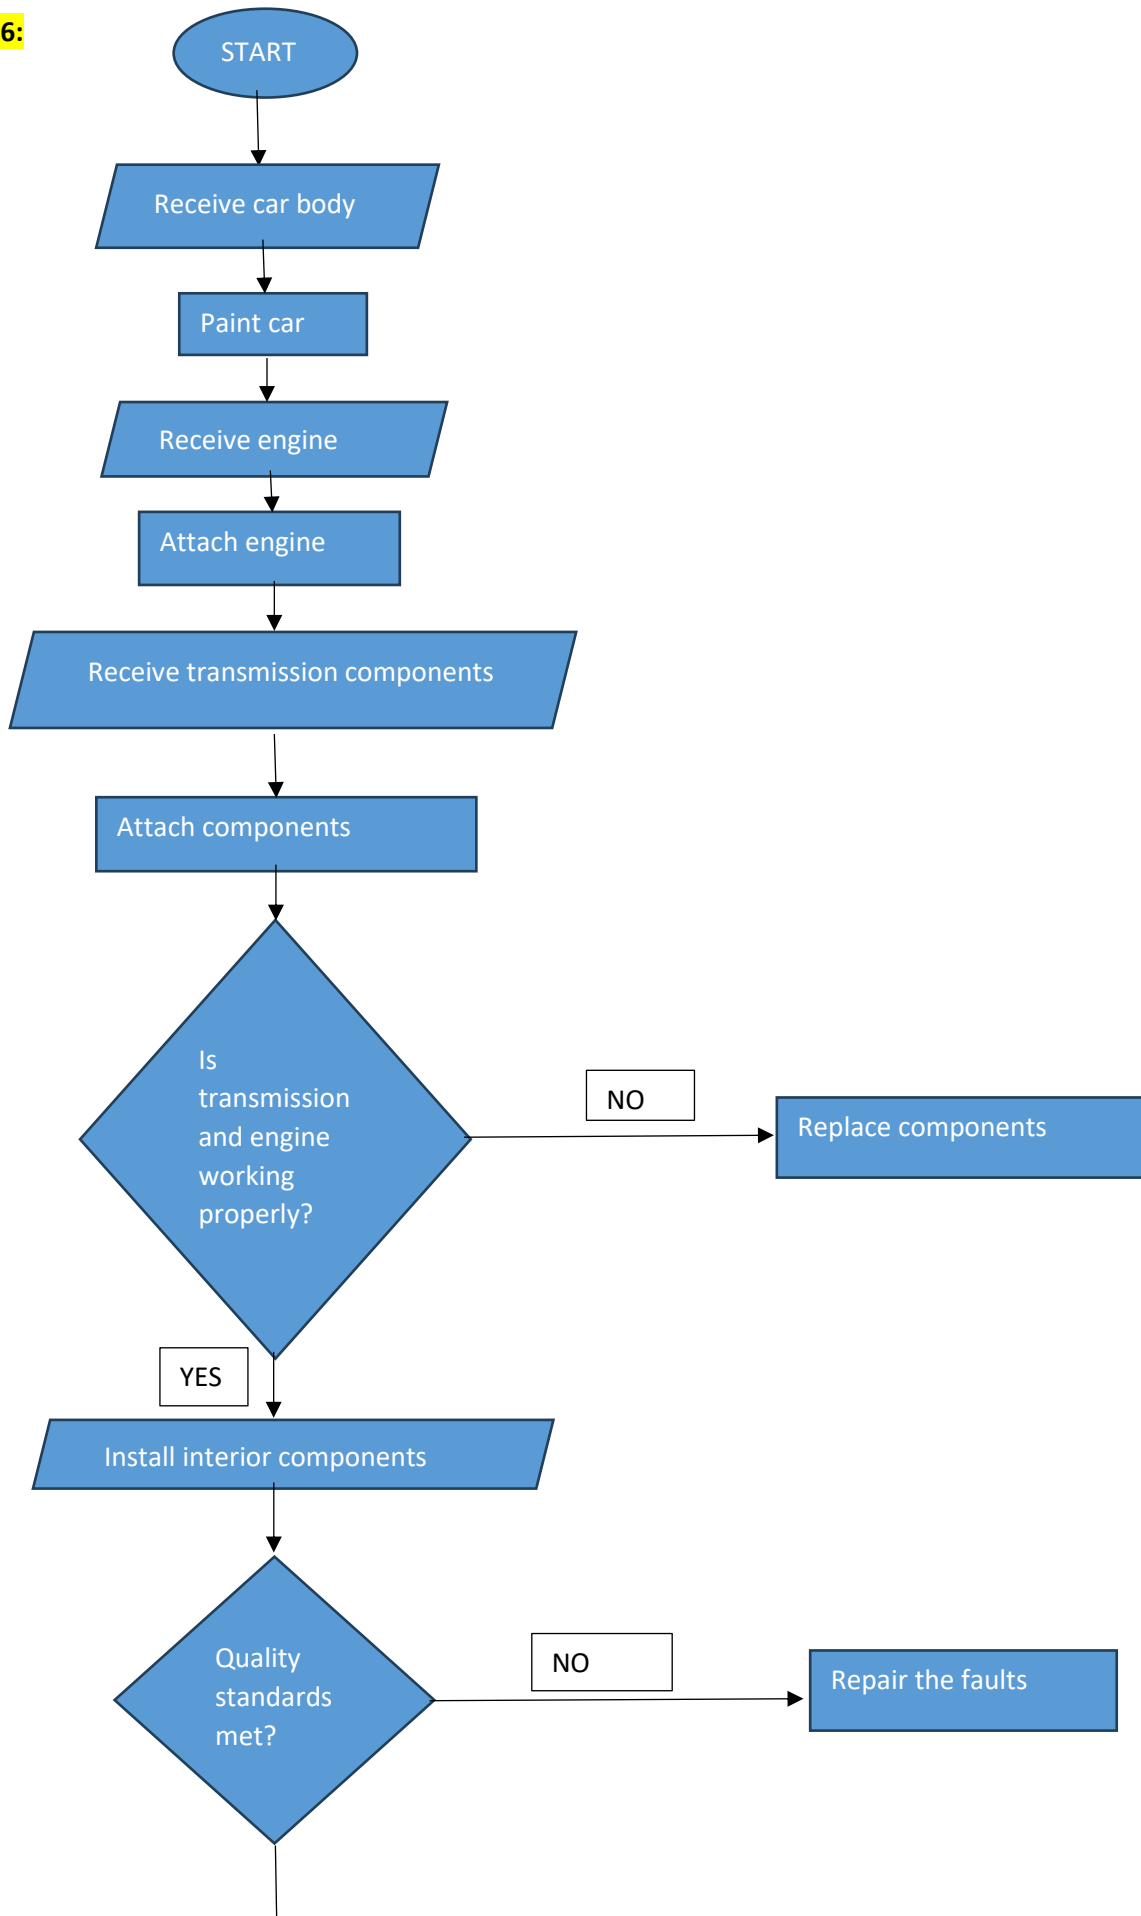 6:
START
Receive car body
Paint car
Receive engine
Attach engine
Receive transmission components
Attach components
Is
transmission
and engine
working
properly?
NO
Replace components
YES
Install interior components
Quality
standards
met?
NO
Repair the faults